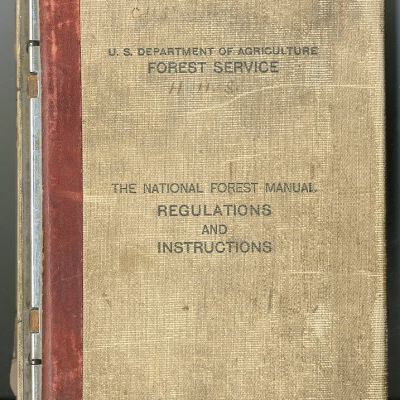 U. S. DEPARTMENT OF AGRICULTURE
FOREST SERVICE
THE NATIONAL FOREST MANUAL.
REGULATIONS
AND
INSTRUCTIONS